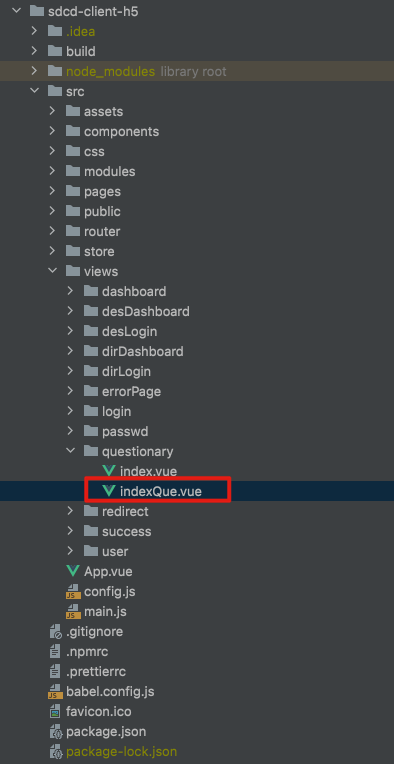 sdcd-client-h5
.idea
build
node_modules library root
src
assets
components
css
modules
pages
public
router
store
views
dashboard
desDashboard
desLogin
dirDashboard
dirLogin
errorPage
login
passwd
questionary
index.vue
indexQue.vue
redirect
success
user
App.vue
config.js
main.js
.gitignore
.npmrc
.prettierrc
babel.config.js
favicon.ico
package.json
package-lock.json